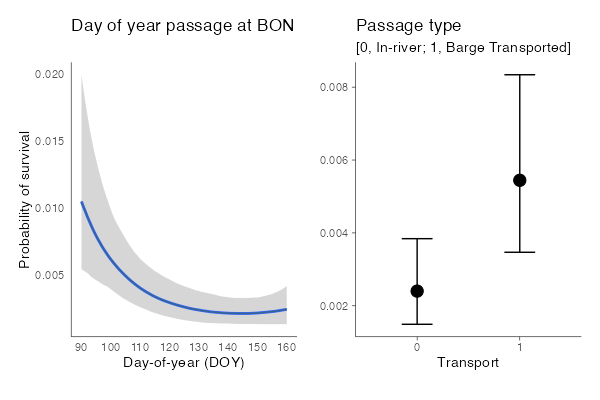 Day of year passage at BON
Probability of survival
0.020
0.015
0.010
0.005
90 100 110 120 130 140 150 160
Day-of-year (DOY)
Passage type
[0, In-river; 1, Barge Transported]
0.008
0.006
0.004
0.002
0 1
Transport